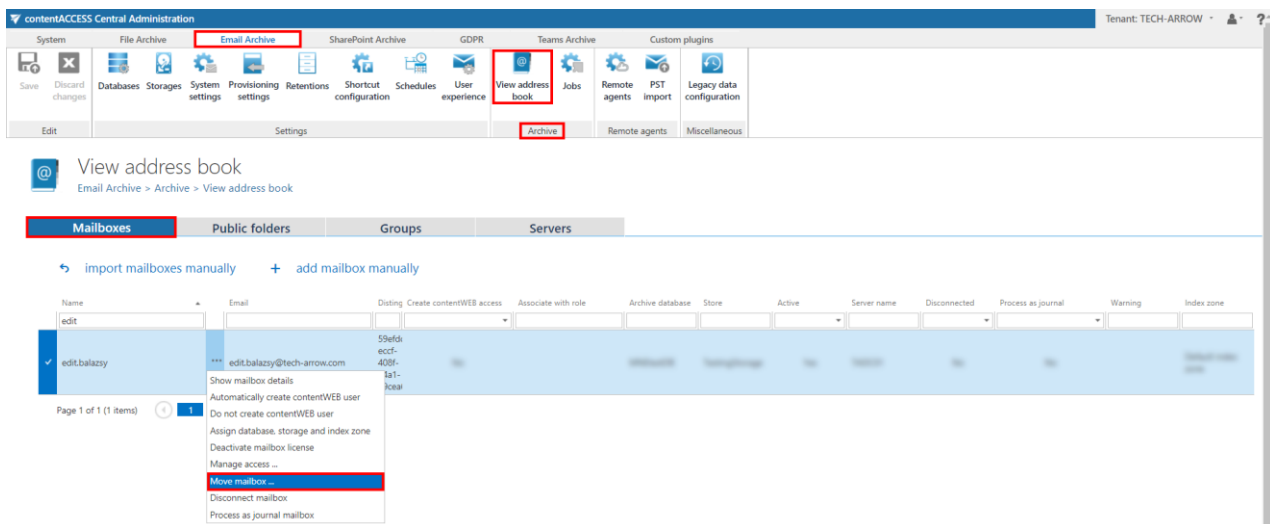 contentACCESS Central Administration
Tenant: TECH-ARROW
?
System File Archive Email Archive SharePoint Archive GDPR Teams Archive Custom plugins
Save
Discard changes
Databases
Storages
System settings
Provisioning settings
Retentions
Shortcut configuration
Schedules
User experience
View address book
Jobs
Remote agents
PST import
Legacy data configuration
Edit Settings Archive Remote agents Miscellaneous
View address book
Email Archive > Archive > View address book
Mailboxes Public folders Groups Servers
import mailboxes manually + add mailbox manually
Name Email Disting Create contentWEB access Associate with role Archive database Store Active Server name Disconnected Process as journal Warning Index zone
edit
edit.balazsy ··· edit.balazsy@tech-arrow.com
eccf-
408f-
Page 1 of 1 (1 items) 1
Show mailbox details
Automatically create contentWEB user
Do not create contentWEB user
Assign database, storage and index zone
Deactivate mailbox license
Manage access ...
Move mailbox ...
Disconnect mailbox
Process as journal mailbox